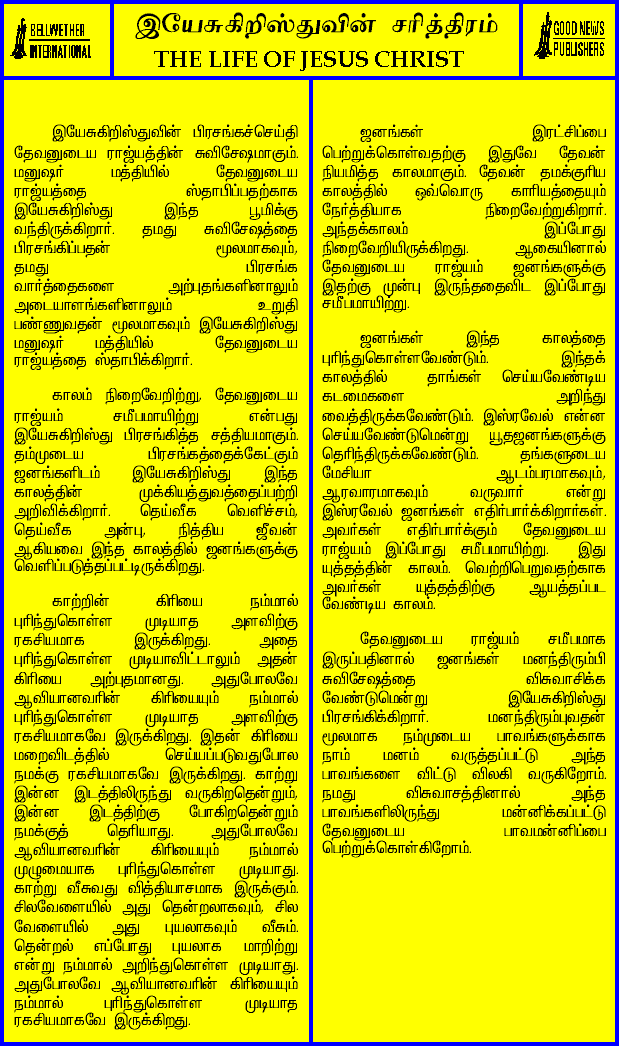 BELLWETHER
INTERNATIONAL
இயேசுகிறிஸ்துவின் சரித்திரம்
THE LIFE OF JESUS CHRIST
GOOD NEWS
PUBLISHERS
இயேசுகிறிஸ்துவின் பிரசங்கச்செய்தி
தேவனுடைய ராஜ்யத்தின் சுவிசேஷமாகும்.
மனுஷர் மத்தியில் தேவனுடைய
ராஜ்யத்தை ஸ்தாபிப்பதற்காக
இயேசுகிறிஸ்து இந்த பூமிக்கு
வந்திருக்கிறார். தமது சுவிசேஷத்தை
பிரசங்கிப்பதன் மூலமாகவும்,
தமது பிரசங்க
வார்த்தைகளை அற்புதங்களினாலும்
அடையாளங்களினாலும் உறுதி
பண்ணுவதன் மூலமாகவும் இயேசுகிறிஸ்து
மனுஷர் மத்தியில் தேவனுடைய
ராஜ்யத்தை ஸ்தாபிக்கிறார்.
காலம் நிறைவேறிற்று, தேவனுடைய
ராஜ்யம் சமீபமாயிற்று என்பது
இயேசுகிறிஸ்து பிரசங்கித்த சத்தியமாகும்.
தம்முடைய பிரசங்கத்தைக்கேட்கும்
ஜனங்களிடம் இயேசுகிறிஸ்து இந்த
காலத்தின் முக்கியத்துவத்தைப்பற்றி
அறிவிக்கிறார். தெய்வீக வெளிச்சம்,
தெய்வீக அன்பு, நித்திய ஜீவன்
ஆகியவை இந்த காலத்தில் ஜனங்களுக்கு
வெளிப்படுத்தப்பட்டிருக்கிறது.
காற்றின் கிரியை நம்மால்
புரிந்துகொள்ள முடியாத அளவிற்கு
ரகசியமாக இருக்கிறது. அதை
புரிந்துகொள்ள முடியாவிட்டாலும் அதன்
கிரியை அற்புதமானது. அதுபோலவே
ஆவியானவரின் கிரியையும் நம்மால்
புரிந்துகொள்ள முடியாத அளவிற்கு
ரகசியமாகவே இருக்கிறது. இதன் கிரியை
மறைவிடத்தில் செய்யப்படுவதுபோல
நமக்கு ரகசியமாகவே இருக்கிறது. காற்று
இன்ன இடத்திலிருந்து வருகிறதென்றும்,
இன்ன இடத்திற்கு போகிறதென்றும்
நமக்குத் தெரியாது. அதுபோலவே
ஆவியானவரின் கிரியையும் நம்மால்
முழுமையாக புரிந்துகொள்ள முடியாது.
காற்று வீசுவது வித்தியாசமாக இருக்கும்.
சிலவேளையில் அது தென்றலாகவும், சில
வேளையில் அது புயலாகவும் வீசும்.
தென்றல் எப்போது புயலாக மாறிற்று
என்று நம்மால் அறிந்துகொள்ள முடியாது.
அதுபோலவே ஆவியானவரின் கிரியையும்
நம்மால் புரிந்துகொள்ள முடியாத
ரகசியமாகவே இருக்கிறது.
ஜனங்கள் இரட்சிப்பை
பெற்றுக்கொள்வதற்கு இதுவே தேவன்
நியமித்த காலமாகும். தேவன் தமக்குரிய
காலத்தில் ஒவ்வொரு காரியத்தையும்
நேர்த்தியாக நிறைவேற்றுகிறார்.
அந்தக்காலம் இப்போது
நிறைவேறியிருக்கிறது. ஆகையினால்
தேவனுடைய ராஜ்யம் ஜனங்களுக்கு
இதற்கு முன்பு இருந்ததைவிட இப்போது
சமீபமாயிற்று.
ஜனங்கள் இந்த காலத்தை
புரிந்துகொள்ளவேண்டும். இந்தக்
காலத்தில் தாங்கள் செய்யவேண்டிய
கடமைகளை அறிந்து
வைத்திருக்கவேண்டும். இஸ்ரவேல் என்ன
செய்யவேண்டுமென்று யூதஜனங்களுக்கு
தெரிந்திருக்கவேண்டும். தங்களுடைய
மேசியா ஆடம்பரமாகவும்,
ஆரவாரமாகவும் வருவார் என்று
இஸ்ரவேல் ஜனங்கள் எதிர்பார்க்கிறார்கள்.
அவர்கள் எதிர்பார்க்கும் தேவனுடைய
ராஜ்யம் இப்போது சமீபமாயிற்று. இது
யுத்தத்தின் காலம். வெற்றிபெறுவதற்காக
அவர்கள் யுத்தத்திற்கு ஆயத்தப்பட
வேண்டிய காலம்.
தேவனுடைய ராஜ்யம் சமீபமாக
இருப்பதினால் ஜனங்கள் மனந்திரும்பி
சுவிசேஷத்தை விசுவாசிக்க
வேண்டுமென்று இயேசுகிறிஸ்து
பிரசங்கிக்கிறார். மனந்திரும்புவதன்
மூலமாக நம்முடைய பாவங்களுக்காக
நாம் மனம் வருத்தப்பட்டு அந்த
பாவங்களை விட்டு விலகி வருகிறோம்.
நமது விசுவாசத்தினால் அந்த
பாவங்களிலிருந்து மன்னிக்கப்பட்டு
தேவனுடைய பாவமன்னிப்பை
பெற்றுக்கொள்கிறோம்.